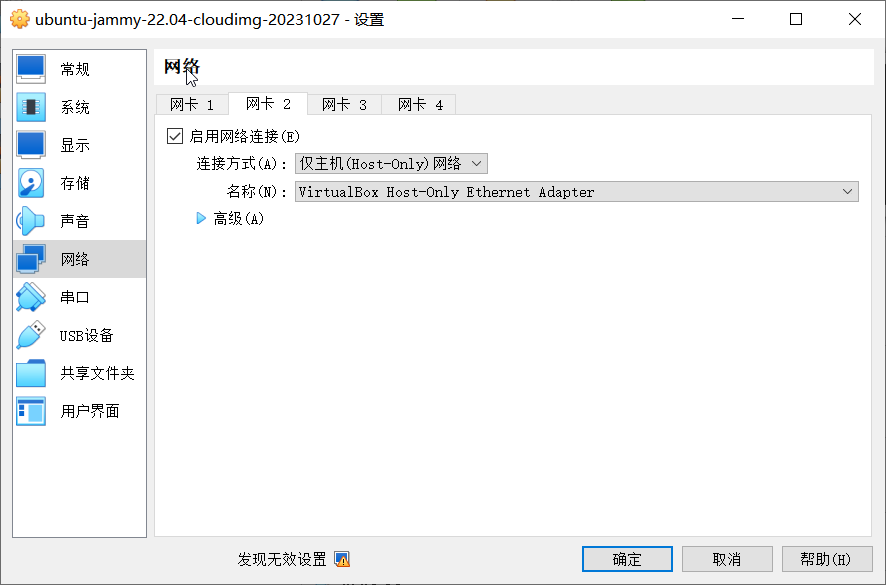 ubuntu-jammy-22.04-cloudimg-20231027 - 设置
常规
系统
显示
存储
声音
网络
串口
USB设备
共享文件夹
用户界面
网络
网卡 1 网卡 2 网卡 3 网卡 4
启用网络连接(E)
连接方式(A): 仅主机(Host-Only)网络
名称(N): VirtualBox Host-Only Ethernet Adapter
高级(A)
发现无效设置
确定 取消 帮助(H)